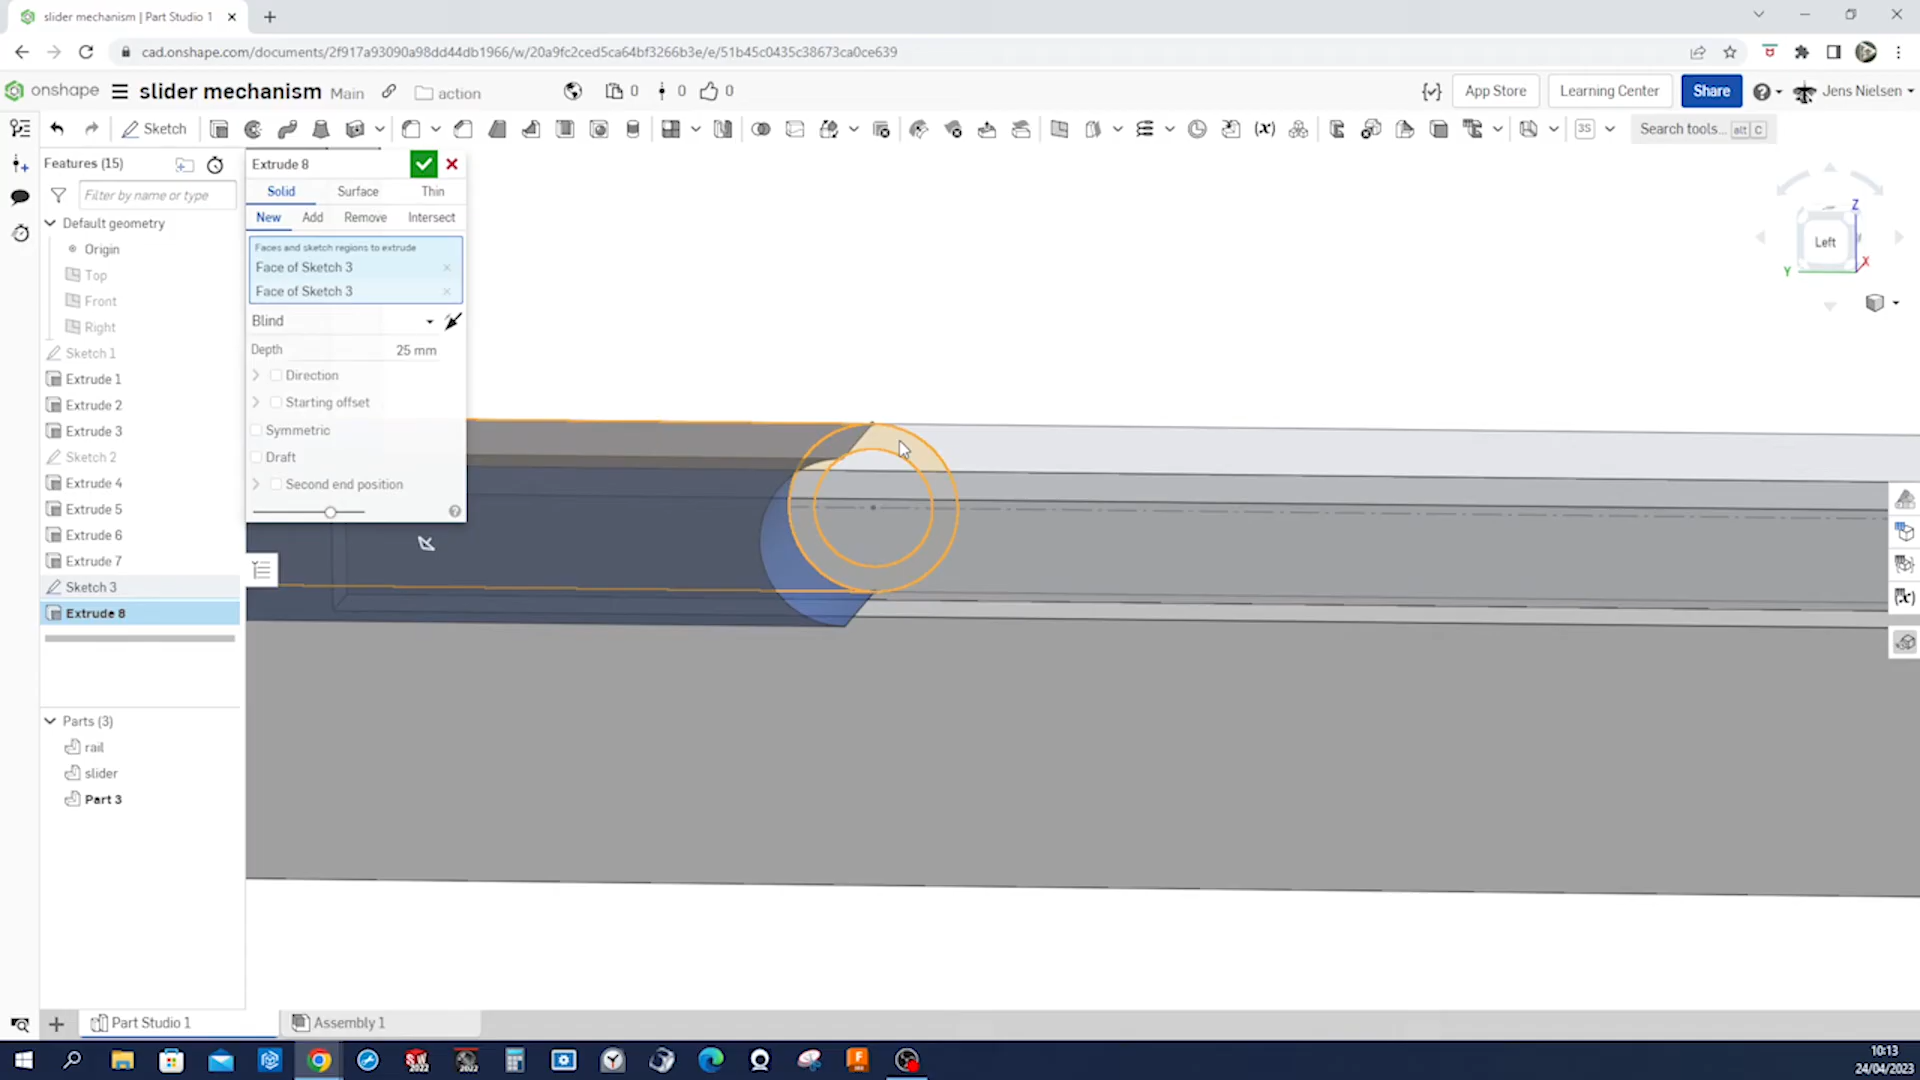 slider mechanism | Part Studio 1
cad.onshape.com/documents/2f917a93090a98dd44db1966/w/20a9fc2ced5ca64bf3266b3e/e/51b45c0435c38673ca0ce639
onshape
slider mechanism Main
action
0
0
0
App Store
Learning Center
Share
Jens Nielsen
Sketch
Search tools... alt C
Features (15)
Filter by name or type
Default geometry
Origin
Top
Front
Right
Sketch 1
Extrude 1
Extrude 2
Extrude 3
Sketch 2
Extrude 4
Extrude 5
Extrude 6
Extrude 7
Sketch 3
Extrude 8
Parts (3)
rail
slider
Part 3
Extrude 8
Solid Surface Thin
New Add Remove Intersect
Faces and sketch regions to extrude
Face of Sketch 3
Face of Sketch 3
Blind
Depth 25 mm
Direction
Starting offset
Symmetric
Draft
Second end position
Z
Left
Y
X
Part Studio 1
Assembly 1
10:13
24/04/2023